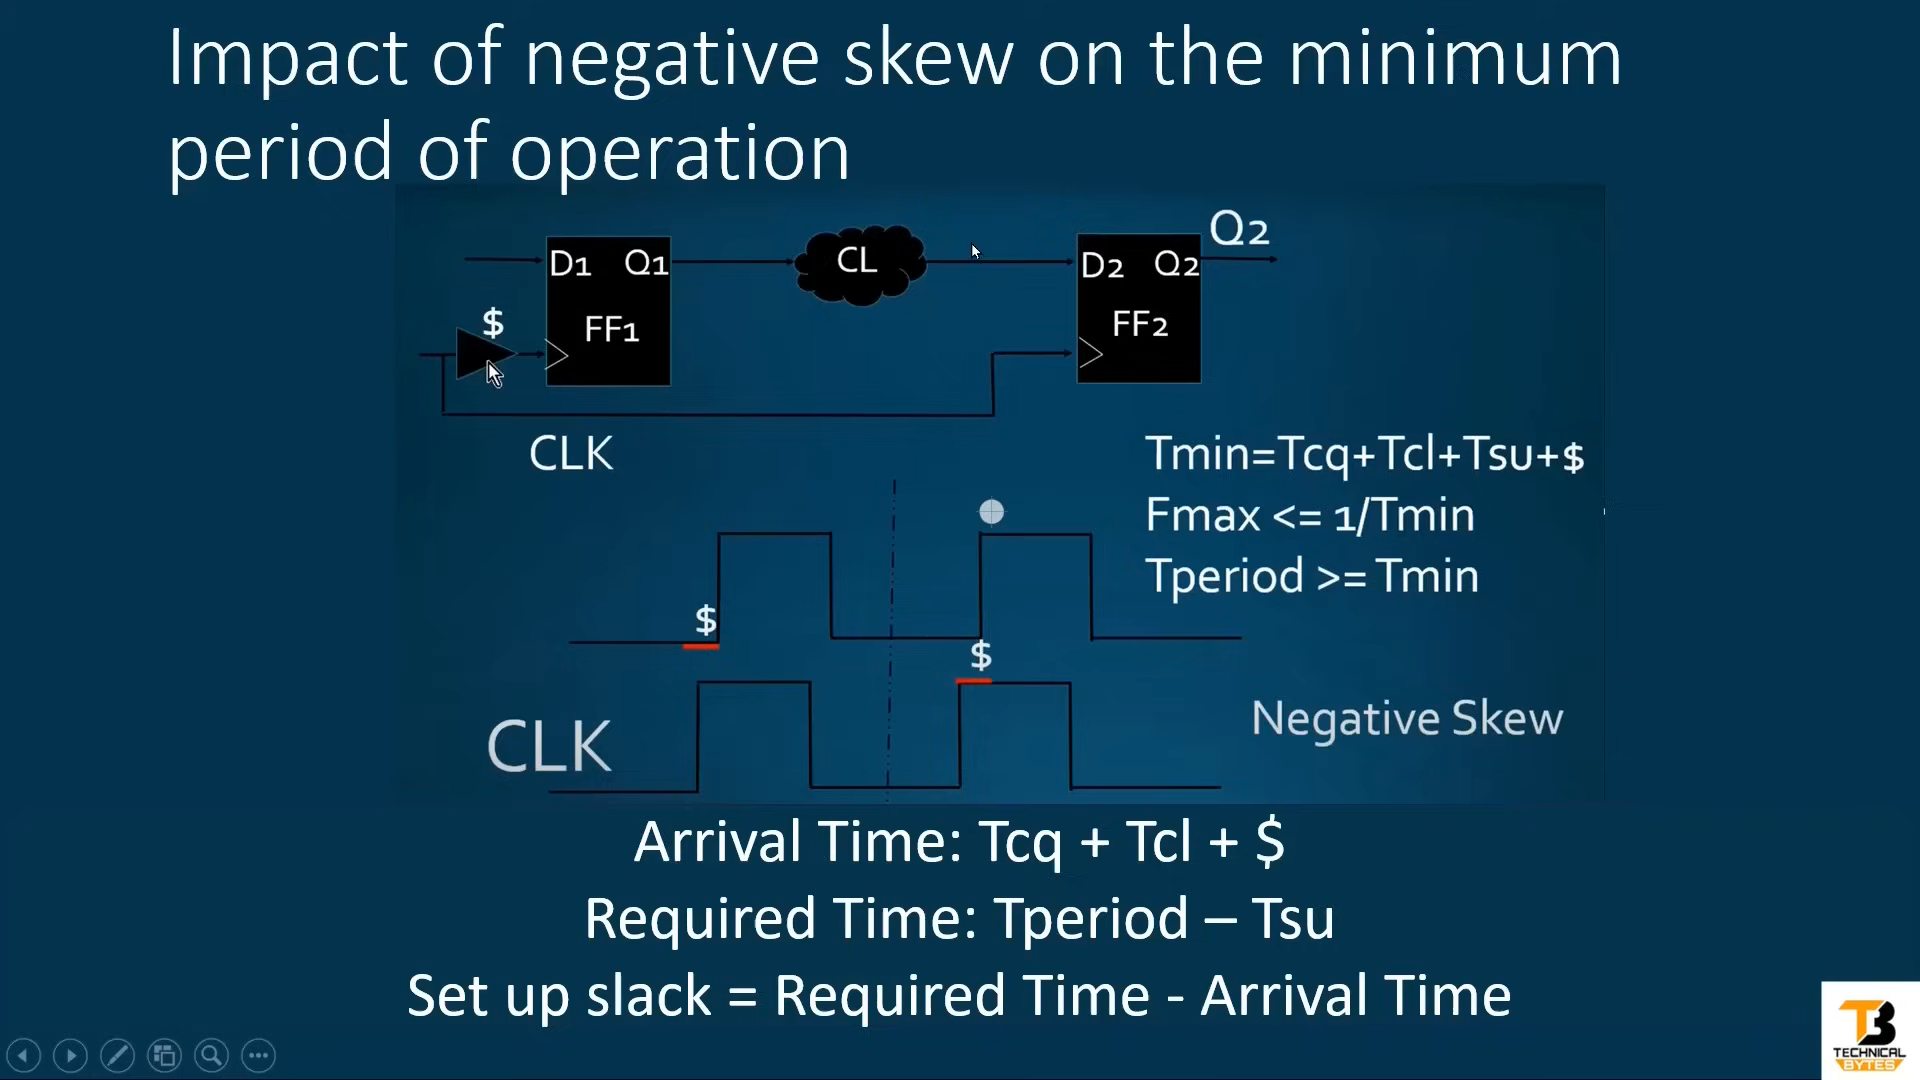 Impact of negative skew on the minimum
period of operation
Q2
D1 Q1
CL
D2 Q2
$
FF1
FF2
CLK
Tmin=Tcq+Tcl+Tsu+$
Fmax <= 1/Tmin
Tperiod >= Tmin
$
$
CLK
Negative Skew
Arrival Time: Tcq + Tcl + $
Required Time: Tperiod – Tsu
Set up slack = Required Time - Arrival Time
TB
TECHNICAL
BYTES